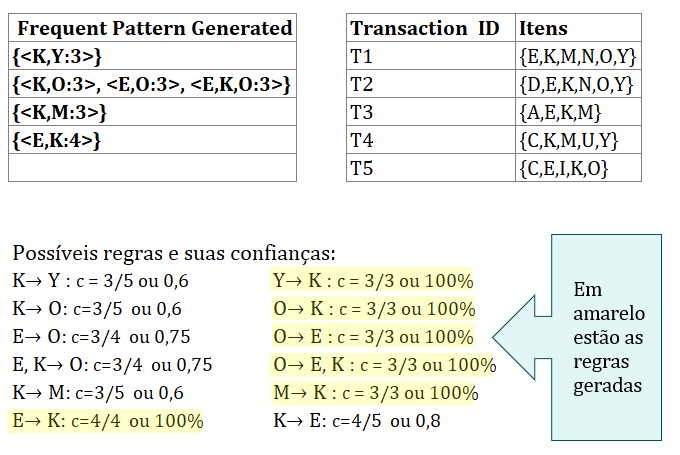 Frequent Pattern Generated
{<K,Y:3>}
{<K,O:3>, <E,O:3>, <E,K,O:3>}
{<K,M:3>}
{<E,K:4>}
Transaction ID Itens
T1 {E,K,M,N,O,Y}
T2 {D,E,K,N,O,Y}
T3 {A,E,K,M}
T4 {C,K,M,U,Y}
T5 {C,E,I,K,O}
Possíveis regras e suas confianças:
K→ Y : c = 3/5 ou 0,6
K→ O: c=3/5 ou 0,6
E→ O: c=3/4 ou 0,75
E, K→ O: c=3/4 ou 0,75
K→ M: c=3/5 ou 0,6
E→ K: c=4/4 ou 100%
Y→ K : c = 3/3 ou 100%
O→ K : c = 3/3 ou 100%
O→ E : c = 3/3 ou 100%
O→ E, K : c = 3/3 ou 100%
M→ K : c = 3/3 ou 100%
K→ E: c=4/5 ou 0,8
Em
amarelo
estão as
regras
geradas